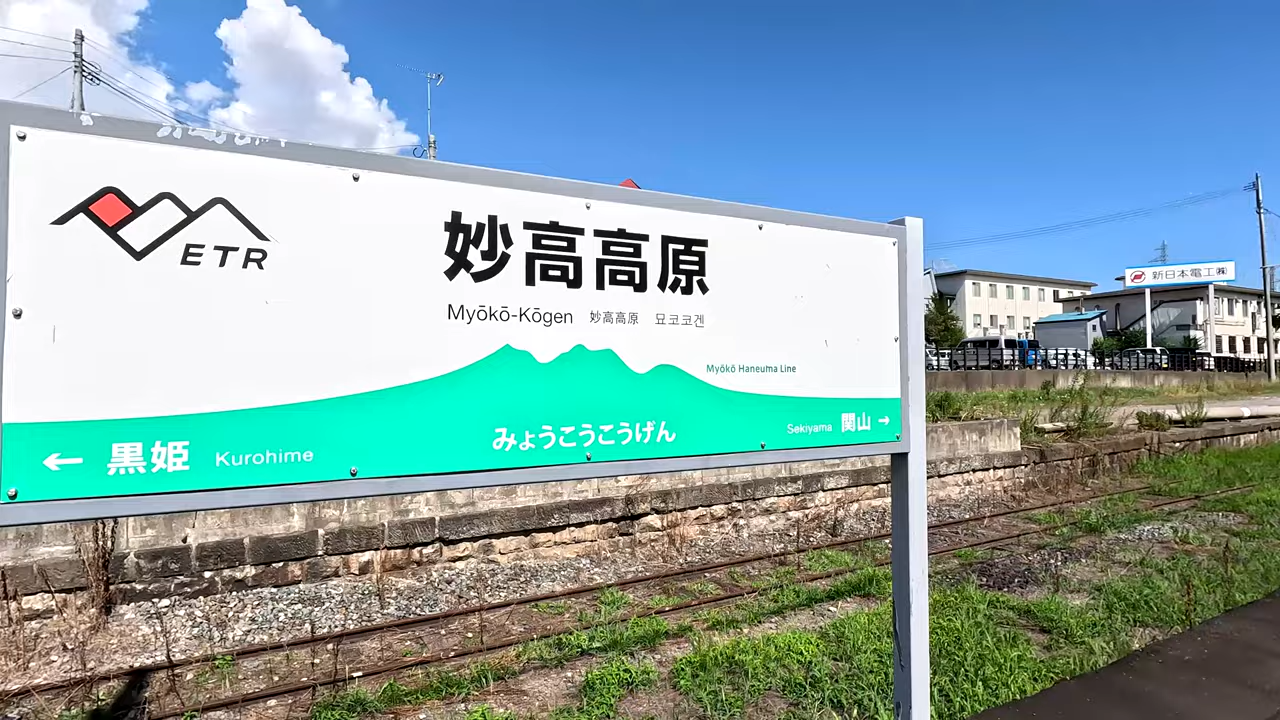 ETR
妙高高原
Myōkō-Kōgen 妙高高原 묘코코겐
Myōkō Haneuma Line
みょうこうこうげん
← 黒姫 Kurohime
Sekiyama 関山 →
新日本電工㈱